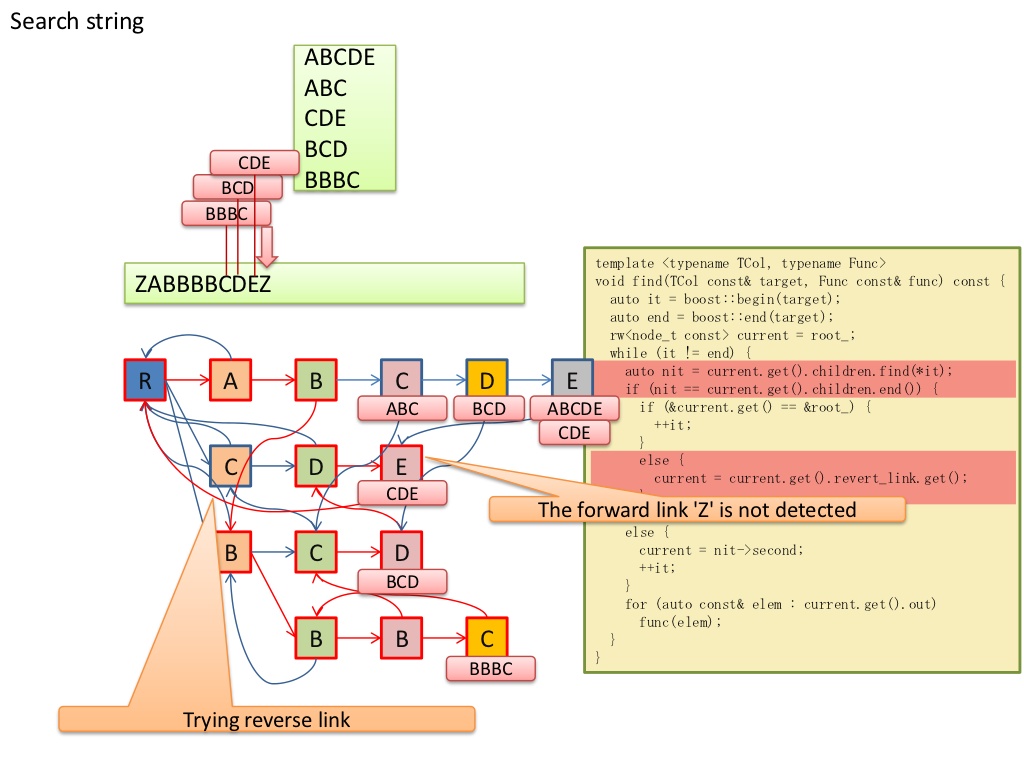 Search string
ABCDE
ABC
CDE
BCD
BBBC
CDE
BCD
BBBC
ZABBBBCDEZ
R
A
B
C
D
E
ABC
BCD
ABCDE
CDE
C
D
E
CDE
B
C
D
BCD
B
B
C
BBBC
The forward link 'Z' is not detected
Trying reverse link
template <typename TCol, typename Func>
void find(TCol const& target, Func const& func) const {
auto it = boost::begin(target);
auto end = boost::end(target);
rw<node_t const> current = root_;
while (it != end) {
auto nit = current.get().children.find(*it);
if (nit == current.get().children.end()) {
if (&current.get() == &root_) {
++it;
}
else {
current = current.get().revert_link.get();
else {
current = nit->second;
++it;
}
for (auto const& elem : current.get().out)
func(elem);
}
}